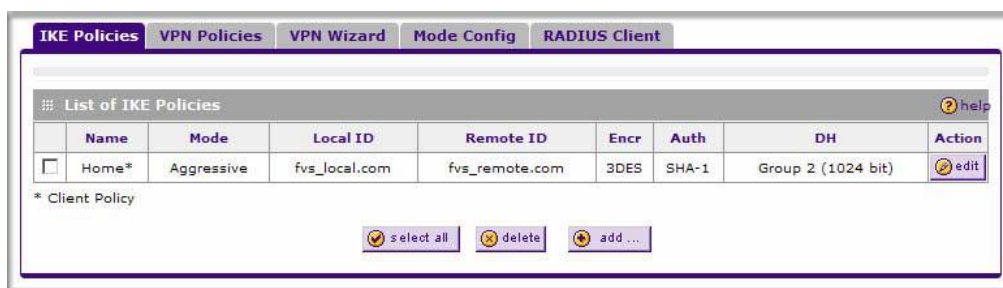 IKE Policies VPN Policies VPN Wizard Mode Config RADIUS Client
List of IKE Policies help
Name Mode Local ID Remote ID Encr Auth DH Action
Home* Aggressive fvs_local.com fvs_remote.com 3DES SHA-1 Group 2 (1024 bit) edit
* Client Policy
select all delete add ...